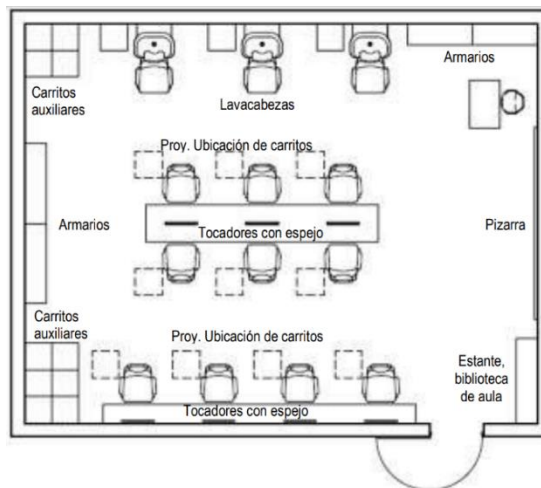 Carritos
auxiliares
Lavacabezas
Armarios
Proy. Ubicación de carritos
Armarios
Tocadores con espejo
Pizarra
Carritos
auxiliares
Proy. Ubicación de carritos
Estante,
biblioteca
de aula
Tocadores con espejo